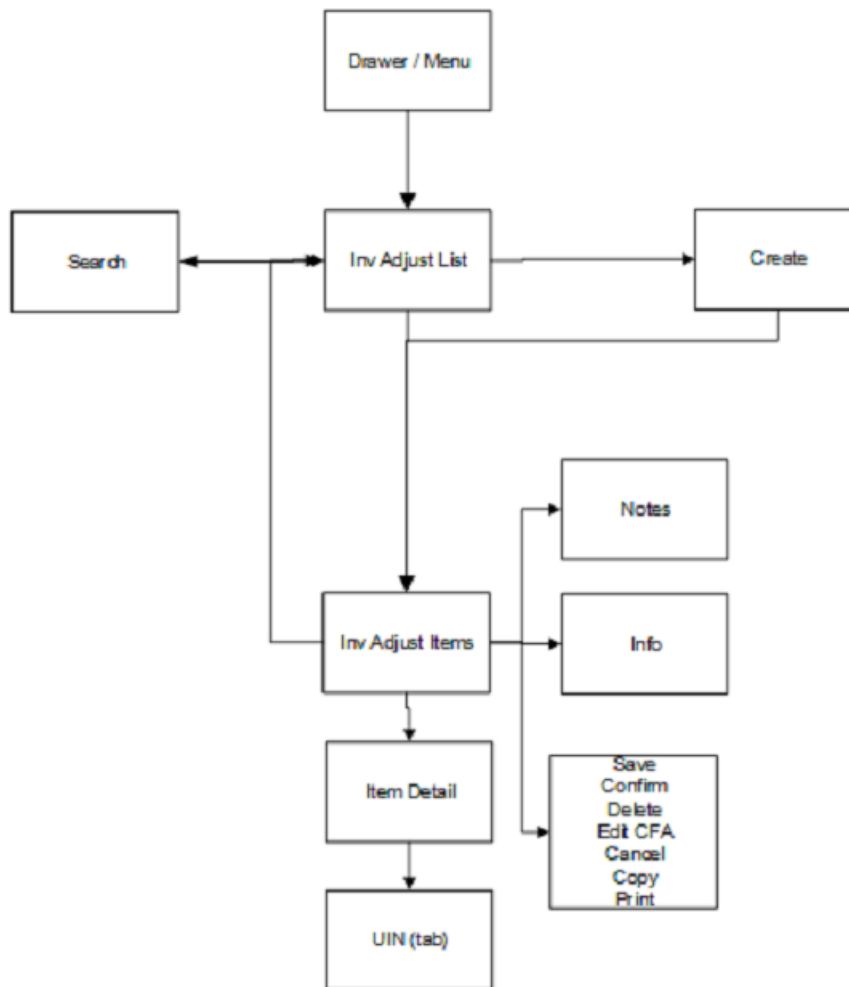 Drawer / Menu
Search
Inv Adjust List
Create
Notes
Inv Adjust Items
Info
Save
Confirm
Delete
Edit CFA
Cancel
Copy
Print
Item Detail
UIN (tab)